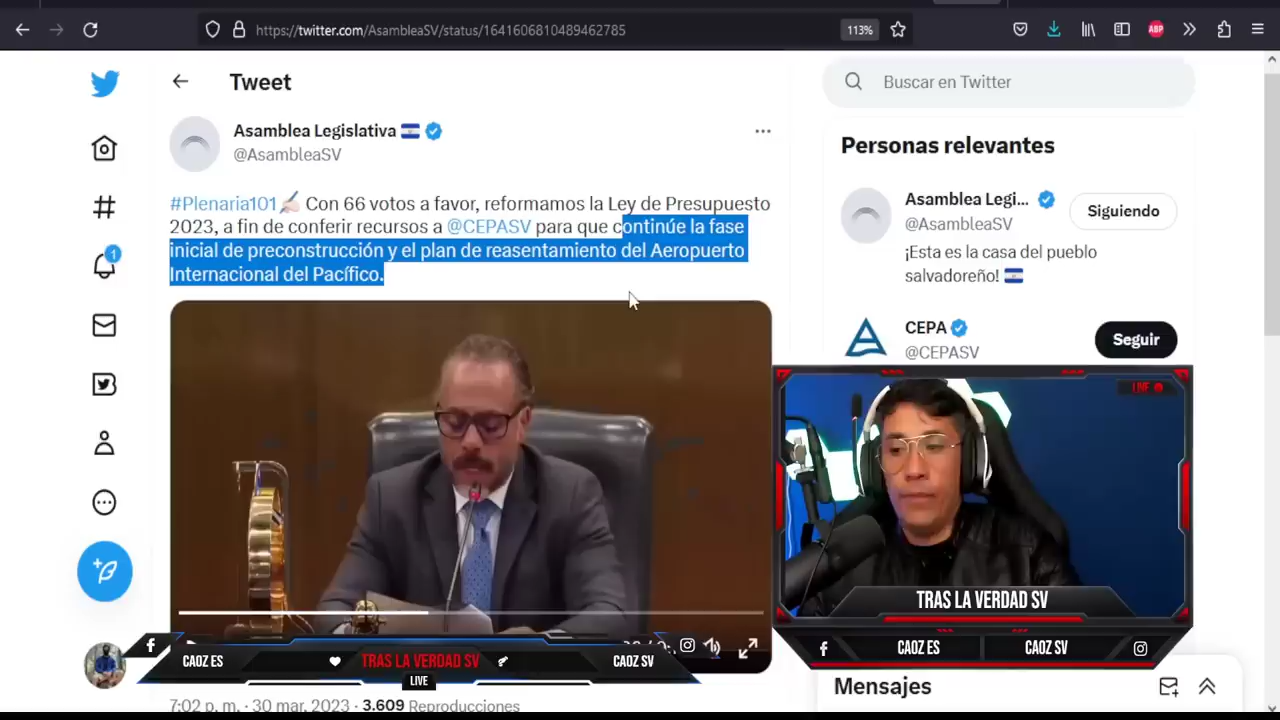 https://twitter.com/AsambleaSV/status/1641606810489462785
113%
ABP
Tweet
Buscar en Twitter
Asamblea Legislativa
@AsambleaSV
#Plenaria101 Con 66 votos a favor, reformamos la Ley de Presupuesto
2023, a fin de conferir recursos a @CEPASV para que continúe la fase
inicial de preconstrucción y el plan de reasentamiento del Aeropuerto
Internacional del Pacífico.
Personas relevantes
Asamblea Legi...
@AsambleaSV
Siguiendo
¡Esta es la casa del pueblo
salvadoreño!
CEPA
@CEPASV
Seguir
1
LIVE
TRAS LA VERDAD SV
CAOZ ES
CAOZ SV
CAOZ ES
TRAS LA VERDAD SV
CAOZ SV
LIVE
Mensajes
7:02 p. m. · 30 mar. 2023 · 3.609 Reproducciones